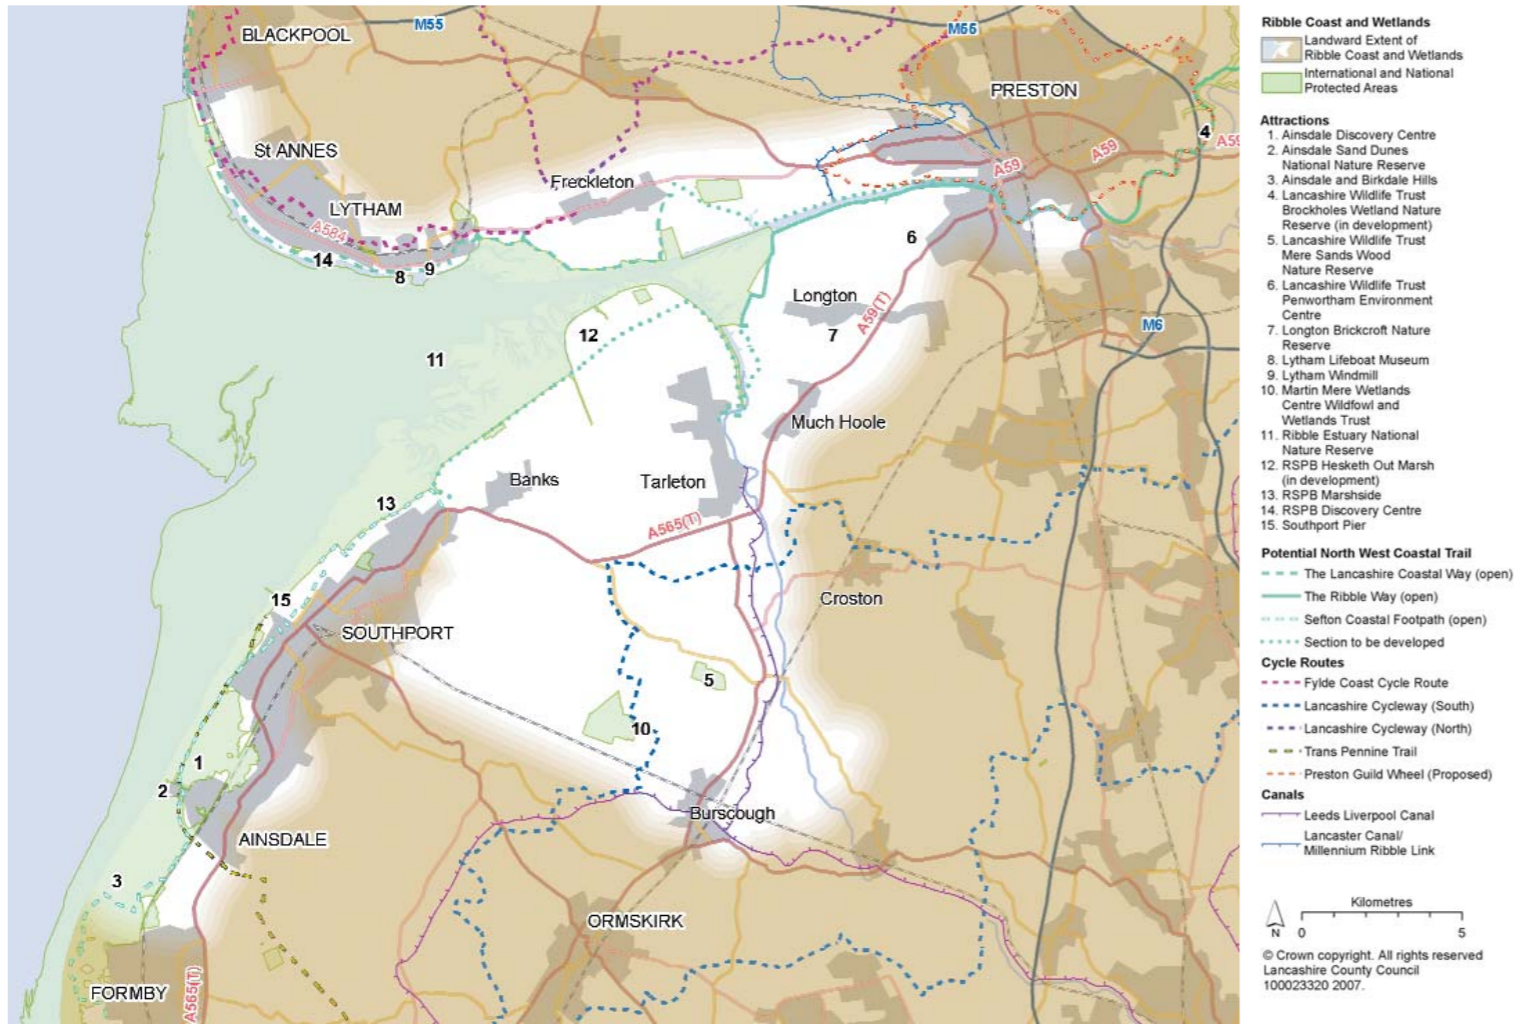 BLACKPOOL
M55
M55
PRESTON
4
A59
A59
A59
St ANNES
Freckleton
LYTHAM
A584
14
8
9
6
Longton
7
A59(T)
M6
12
11
Much Hoole
Banks
Tarleton
13
A565(T)
Croston
15
SOUTHPORT
5
10
1
2
Burscough
AINSDALE
3
ORMSKIRK
FORMBY
A565(T)
Ribble Coast and Wetlands
Landward Extent of
Ribble Coast and Wetlands
International and National
Protected Areas
Attractions
1. Ainsdale Discovery Centre
2. Ainsdale Sand Dunes
National Nature Reserve
3. Ainsdale and Birkdale Hills
4. Lancashire Wildlife Trust
Brockholes Wetland Nature
Reserve (in development)
5. Lancashire Wildlife Trust
Mere Sands Wood
Nature Reserve
6. Lancashire Wildlife Trust
Penwortham Environment
Centre
7. Longton Brickcroft Nature
Reserve
8. Lytham Lifeboat Museum
9. Lytham Windmill
10. Martin Mere Wetlands
Centre Wildfowl and
Wetlands Trust
11. Ribble Estuary National
Nature Reserve
12. RSPB Hesketh Out Marsh
(in development)
13. RSPB Marshside
14. RSPB Discovery Centre
15. Southport Pier
Potential North West Coastal Trail
The Lancashire Coastal Way (open)
The Ribble Way (open)
Sefton Coastal Footpath (open)
Section to be developed
Cycle Routes
Fylde Coast Cycle Route
Lancashire Cycleway (South)
Lancashire Cycleway (North)
Trans Pennine Trail
Preston Guild Wheel (Proposed)
Canals
Leeds Liverpool Canal
Lancaster Canal/
Millennium Ribble Link
Kilometres
N
0 5
© Crown copyright. All rights reserved
Lancashire County Council
100023320 2007.